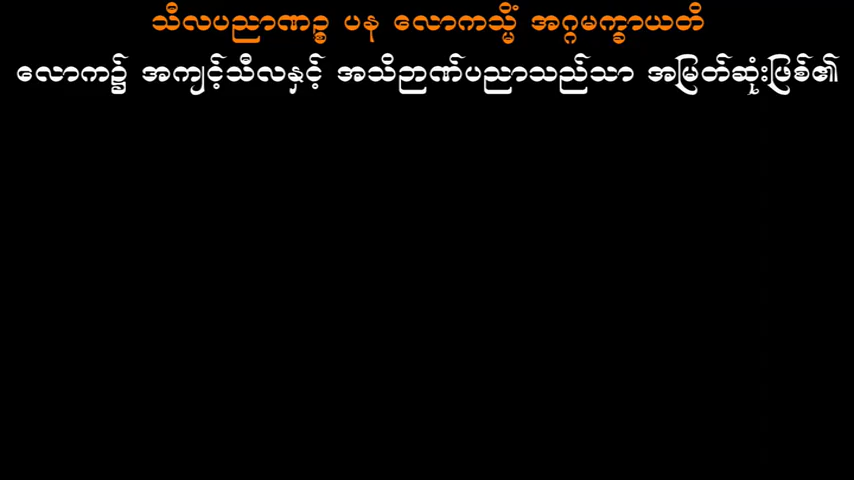 သီလပညာဏဉ္စ ပန လောကသ္မိံ အဂ္ဂမက္ခာယတိ
လောက၌ အကျင့်သီလနှင့် အသိဉာဏ်ပညာသည်သာ အမြတ်ဆုံးဖြစ်၏